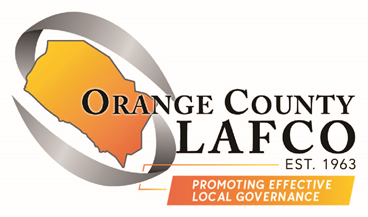 ORANGE COUNTY
LAFCO
EST. 1963
PROMOTING EFFECTIVE
LOCAL GOVERNANCE